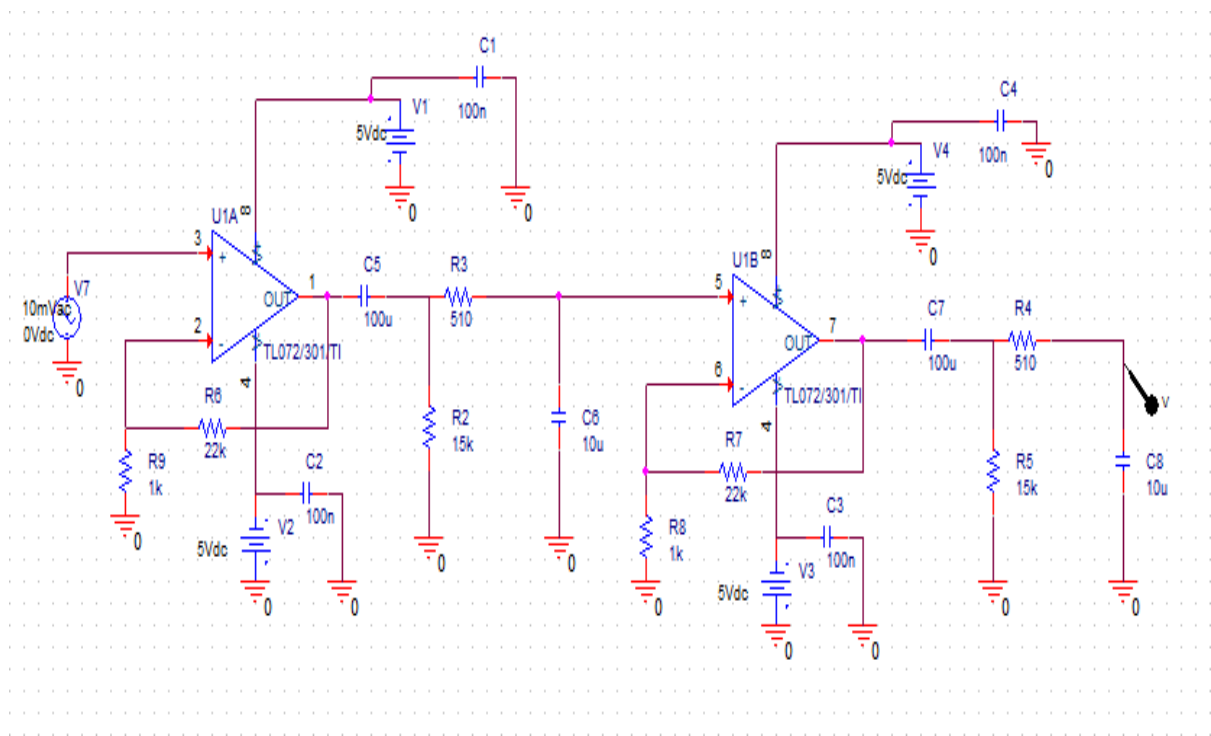 C1
100n
V1
5Vdc
0
0
C4
100n
0
V4
5Vdc
0
U1A
8
3
+
V7
10mVac
0Vdc
0
1
OUT
2
-
TL072/301/TI
4
C5
100u
R3
510
R6
22k
R9
1k
0
C2
100n
V2
5Vdc
0
0
R2
15k
0
C6
10u
0
U1B
8
5
+
7
OUT
6
-
TL072/301/TI
4
C7
100u
R4
510
V
R7
22k
R8
1k
0
C3
100n
V3
5Vdc
0
0
R5
15k
0
C8
10u
0